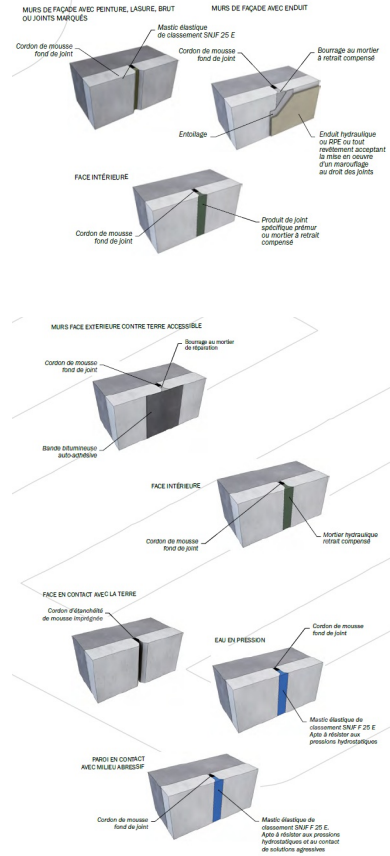 MURS DE FAÇADE AVEC PEINTURE, LASURE, BRUT
OU JOINTS MARQUÉS
Mastic élastique
de classement SNJF 25 E
Cordon de mousse
fond de joint
MURS DE FAÇADE AVEC ENDUIT
Cordon de mousse
fond de joint
Bourrage au mortier
à retrait compensé
Entoilage
Enduit hydraulique
ou RPE ou tout
revêtement acceptant
la mise en oeuvre
d'un marouflage
au droit des joints
FACE INTÉRIEURE
Cordon de mousse
fond de joint
Produit de joint
spécifique prémur
ou mortier à retrait
compensé
MURS FACE EXTERIEURE CONTRE TERRE ACCESSIBLE
Bourrage au mortier
de réparation
Cordon de mousse
fond de joint
Bande bitumineuse
auto-adhésive
FACE INTÉRIEURE
Cordon de mousse
fond de joint
Mortier hydraulique
retrait compensé
FACE EN CONTACT AVEC LA TERRE
Cordon d'étanchéité
de mousse imprégnée
EAU EN PRESSION
Cordon de mousse
fond de joint
Mastic élastique de
classement SNJF F 25 E
Apte à résister aux
pressions hydrostatiques
PAROI EN CONTACT
AVEC MILIEU ABRESSIF
Cordon de mousse
fond de joint
Mastic élastique de
classement SNJF F 25 E.
Apte à résister aux pressions
hydrostatiques et au contact
de solutions agressives